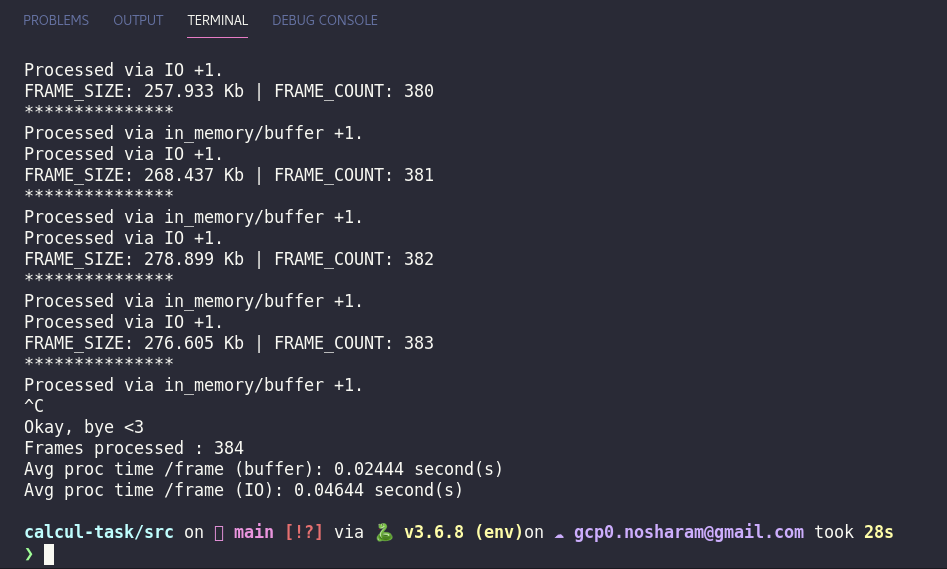 PROBLEMS OUTPUT TERMINAL DEBUG CONSOLE
Processed via IO +1.
FRAME_SIZE: 257.933 Kb | FRAME_COUNT: 380
***************
Processed via in_memory/buffer +1.
Processed via IO +1.
FRAME_SIZE: 268.437 Kb | FRAME_COUNT: 381
***************
Processed via in_memory/buffer +1.
Processed via IO +1.
FRAME_SIZE: 278.899 Kb | FRAME_COUNT: 382
***************
Processed via in_memory/buffer +1.
Processed via IO +1.
FRAME_SIZE: 276.605 Kb | FRAME_COUNT: 383
***************
Processed via in_memory/buffer +1.
^C
Okay, bye <3
Frames processed : 384
Avg proc time /frame (buffer): 0.02444 second(s)
Avg proc time /frame (IO): 0.04644 second(s)
calcul-task/src on main [!?] via 🐍 v3.6.8 (env)on ☁ gcp0.nosharam@gmail.com took 28s
❯